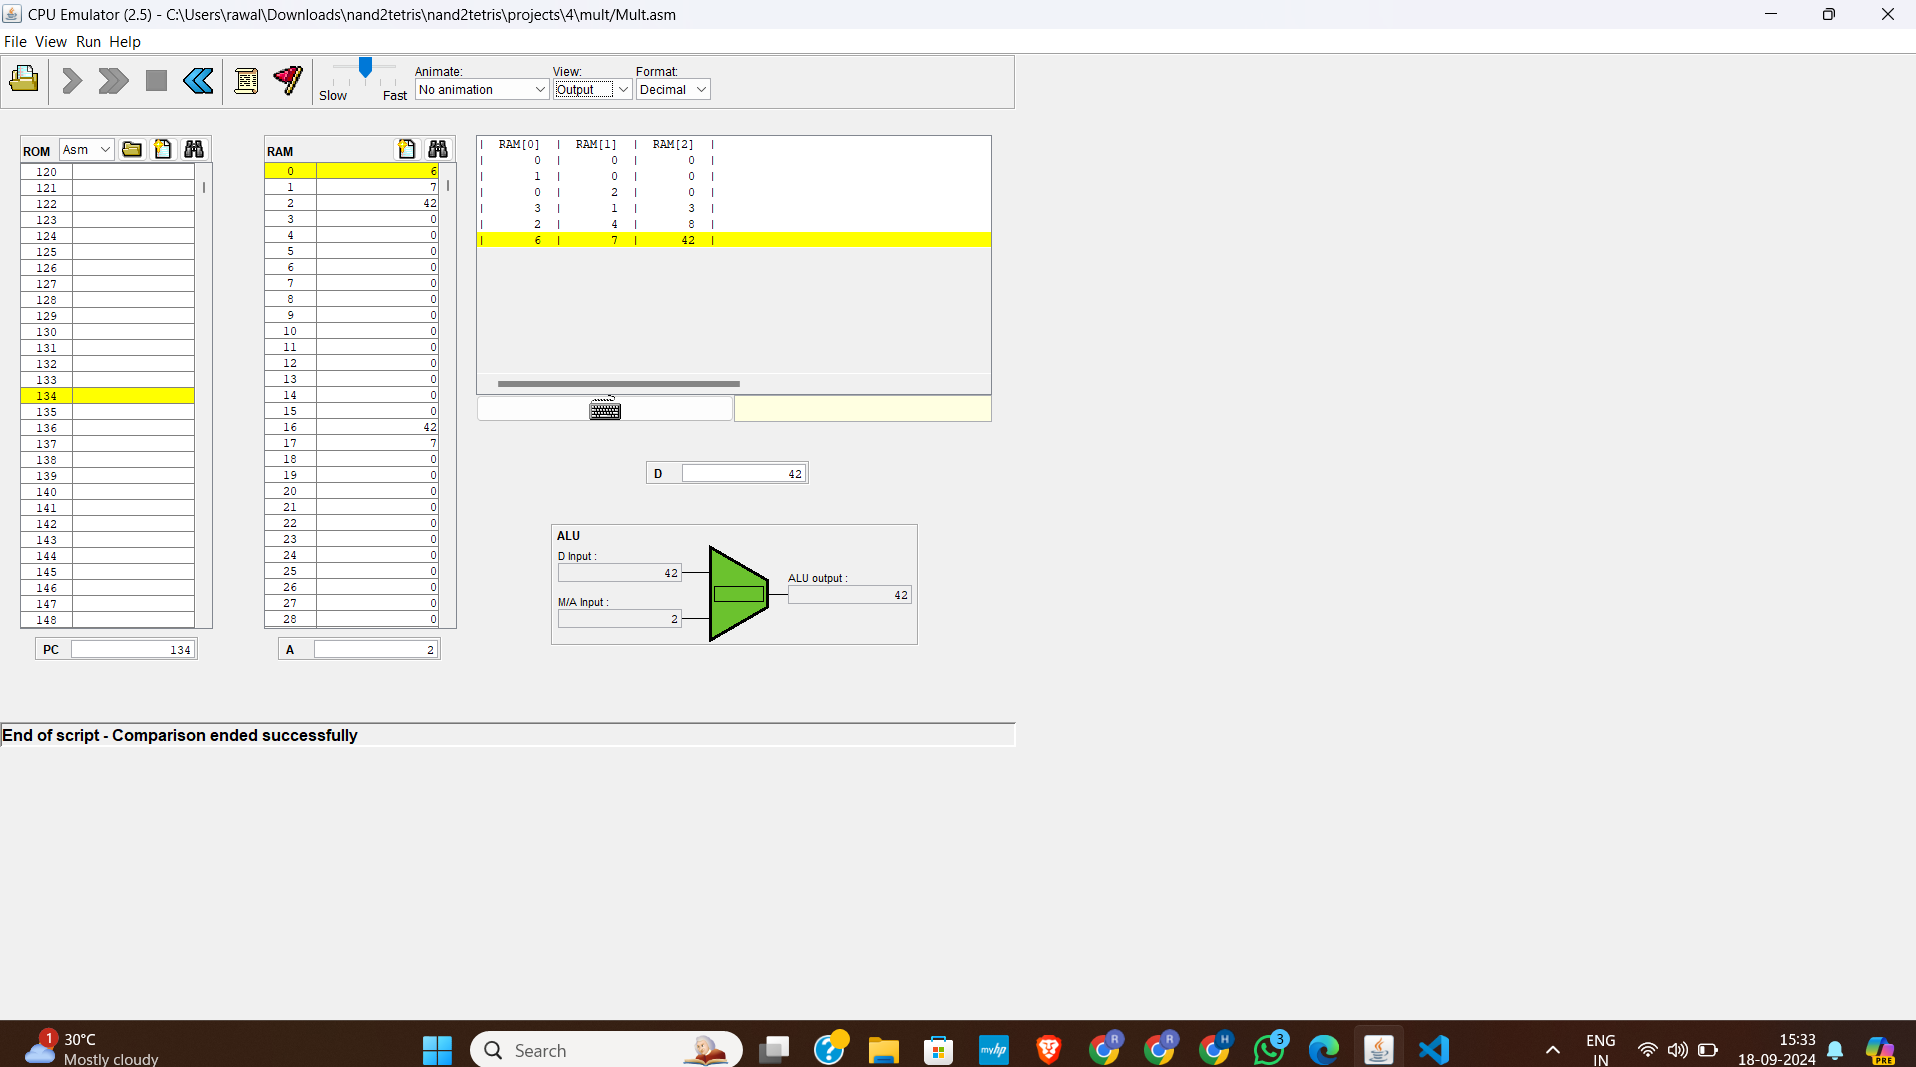 CPU Emulator (2.5) - C:\Users\rawal\Downloads\nand2tetris\nand2tetris\projects\4\mult/Mult.asm
File View Run Help
Slow Fast
Animate:
No animation
View:
Output
Format:
Decimal
ROM Asm
120
121
122
123
124
125
126
127
128
129
130
131
132
133
134
135
136
137
138
139
140
141
142
143
144
145
146
147
148
PC 134
RAM
0 6
1 7
2 42
3 0
4 0
5 0
6 0
7 0
8 0
9 0
10 0
11 0
12 0
13 0
14 0
15 0
16 42
17 7
18 0
19 0
20 0
21 0
22 0
23 0
24 0
25 0
26 0
27 0
28 0
A 2
| RAM[0] | RAM[1] | RAM[2] |
| 0 | 0 | 0 |
| 1 | 0 | 0 |
| 0 | 2 | 0 |
| 3 | 1 | 3 |
| 2 | 4 | 8 |
| 6 | 7 | 42 |
D 42
ALU
D Input :
42
M/A Input :
2
ALU output :
42
End of script - Comparison ended successfully
1
30°C
Mostly cloudy
Search
myhp
R
R
H
3
ENG
IN
15:33
18-09-2024
PRE